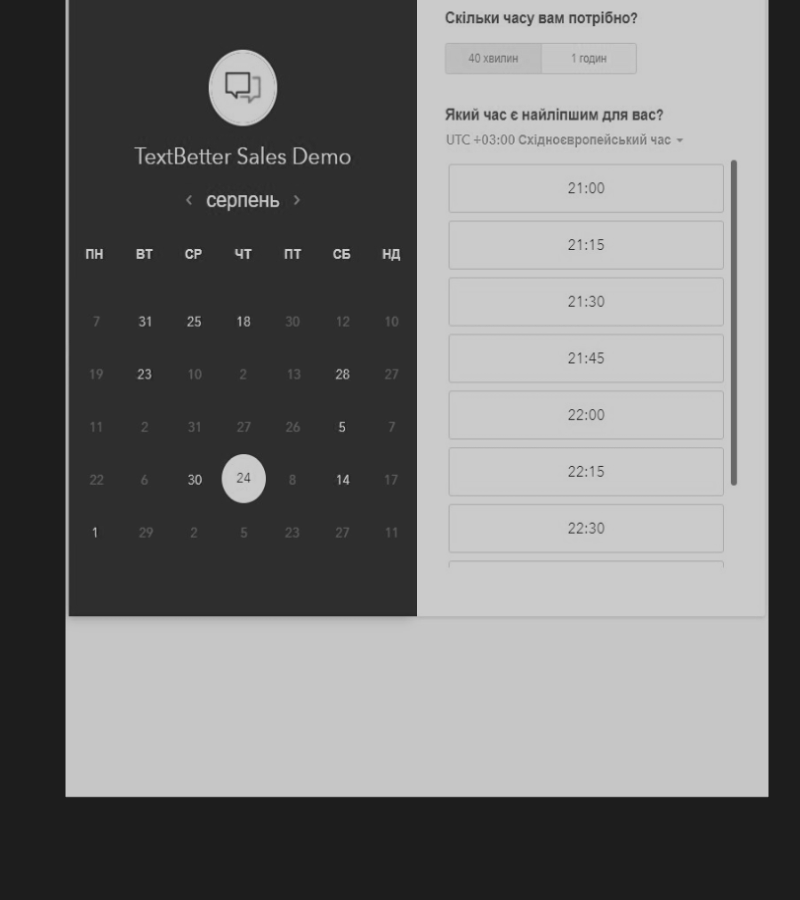 TextBetter Sales Demo
‹ серпень ›
ПН ВТ СР ЧТ ПТ СБ НД
7 31 25 18 30 12 10
19 23 10 2 13 28 27
11 2 31 27 26 5 7
22 6 30 24 8 14 17
1 29 2 5 23 27 11
Скільки часу вам потрібно?
40 хвилин 1 годин
Який час є найліпшим для вас?
UTC +03:00 Східноєвропейський час
21:00
21:15
21:30
21:45
22:00
22:15
22:30